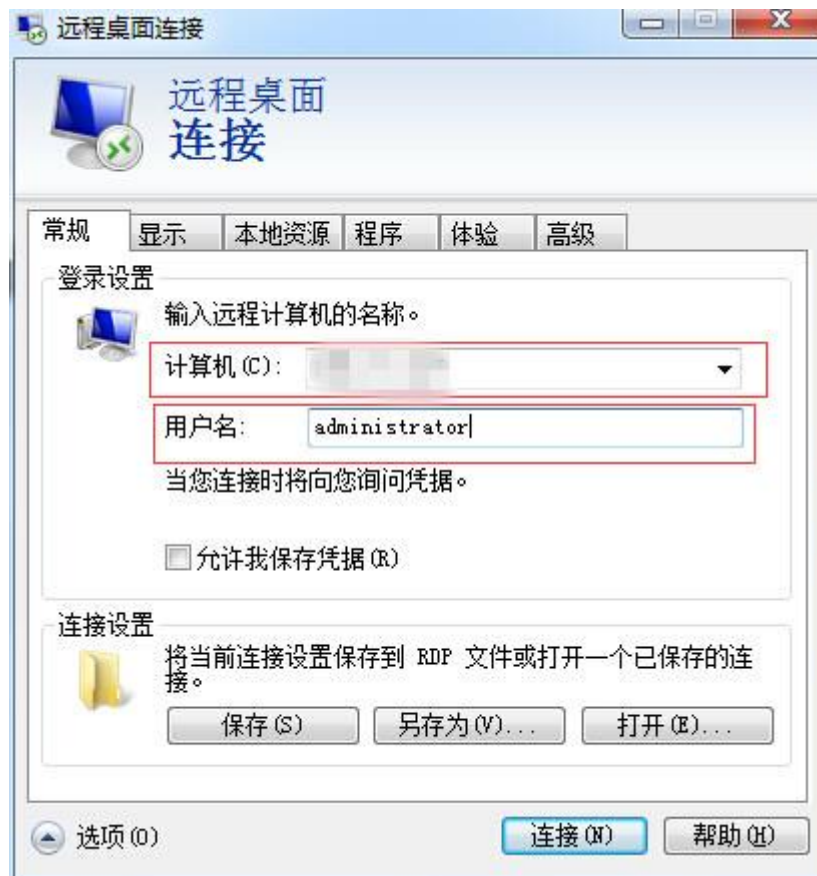 远程桌面连接
远程桌面
连接
常规 显示 本地资源 程序 体验 高级
登录设置
输入远程计算机的名称。
计算机(C):
用户名: administrator
当您连接时将向您询问凭据。
允许我保存凭据(R)
连接设置
将当前连接设置保存到 RDP 文件或打开一个已保存的连
接。
保存(S) 另存为(V)... 打开(E)...
选项(O) 连接(N) 帮助(H)